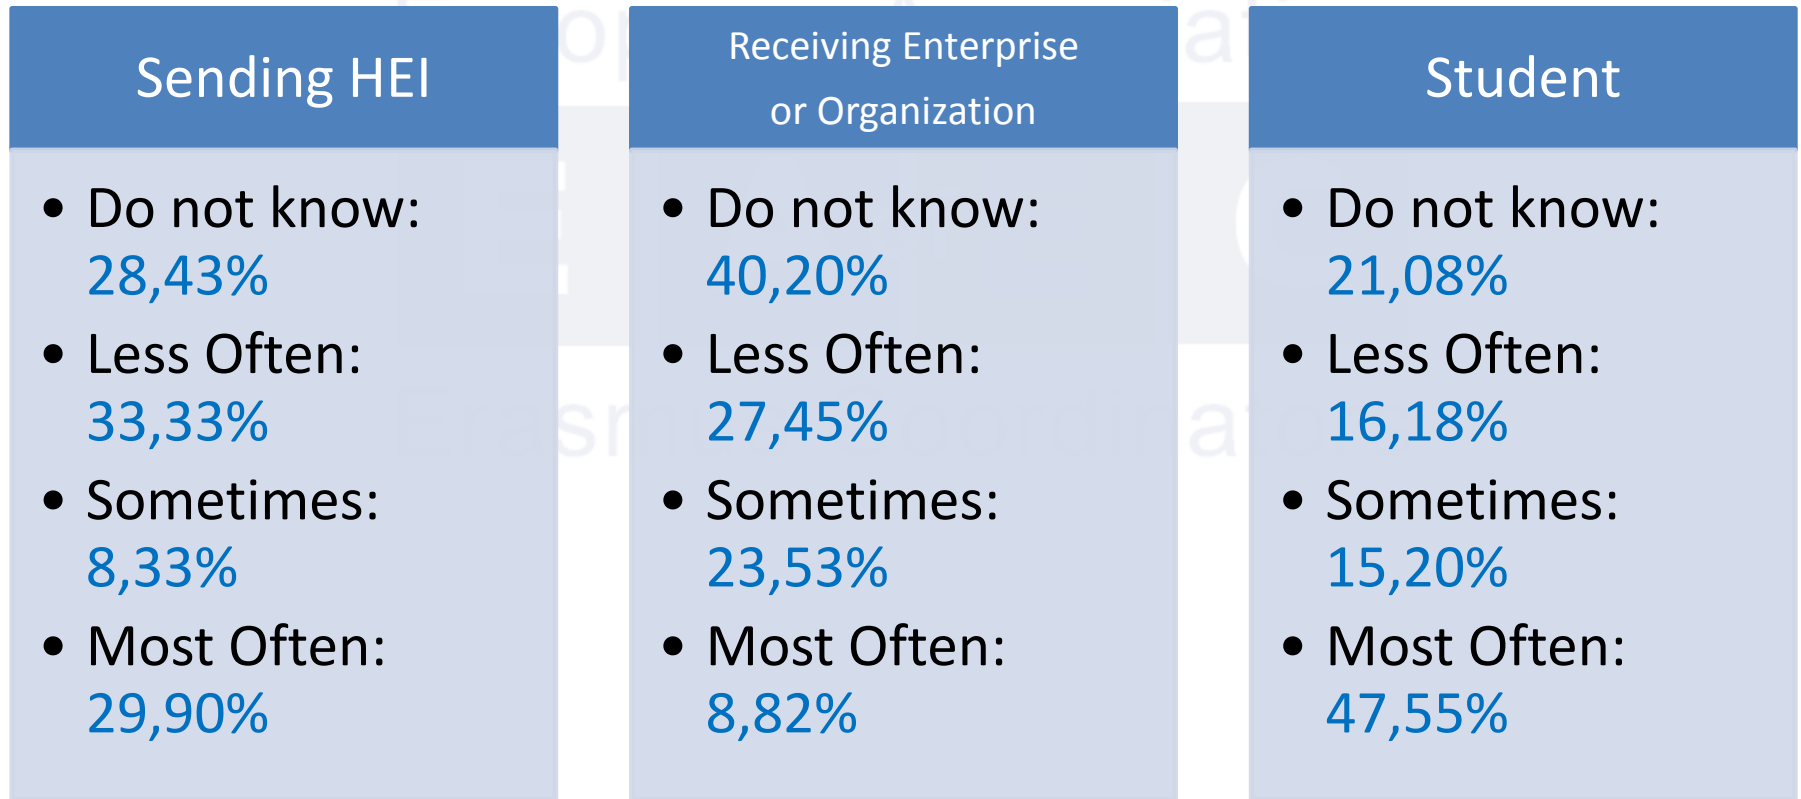 Sending HEI
• Do not know:
28,43%
• Less Often:
33,33%
• Sometimes:
8,33%
• Most Often:
29,90%
Receiving Enterprise
or Organization
• Do not know:
40,20%
• Less Often:
27,45%
• Sometimes:
23,53%
• Most Often:
8,82%
Student
• Do not know:
21,08%
• Less Often:
16,18%
• Sometimes:
15,20%
• Most Often:
47,55%